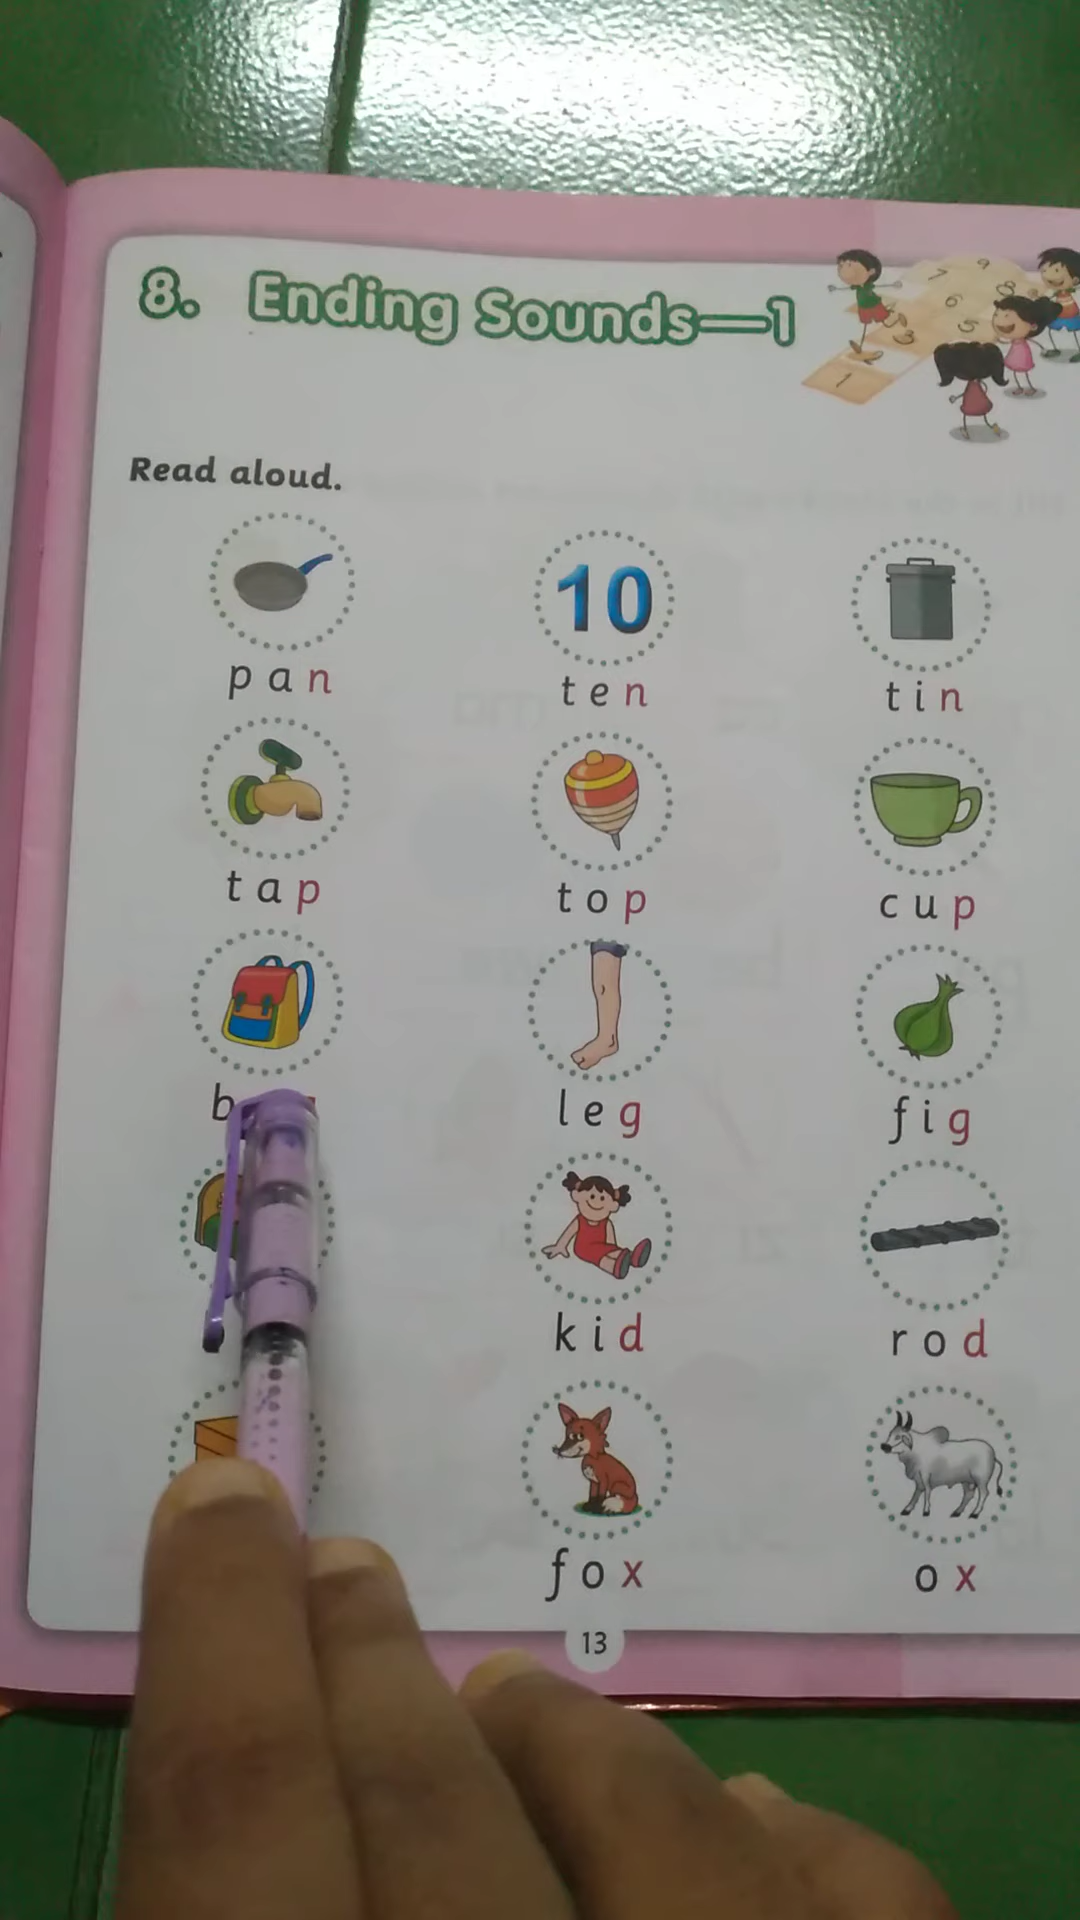 8. Ending Sounds—1
Read aloud.
10
pan ten tin
tap top cup
leg fig
kid rod
fox ox
13